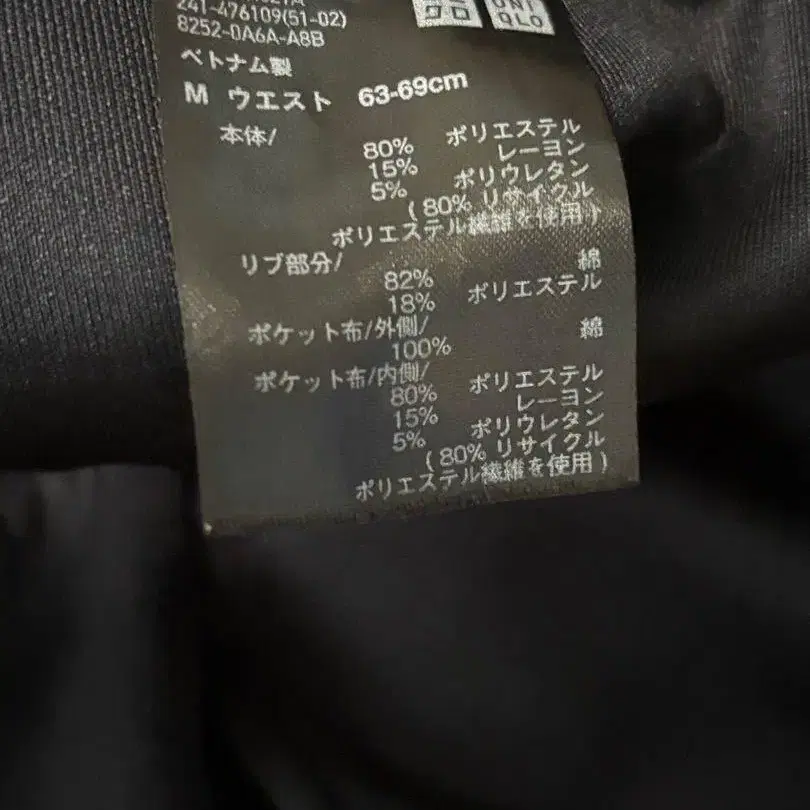 241-476109(51-02)
8252-0A6A-A8B
クロ
UNI
QLO
ベトナム製
M ウエスト 63-69cm
本体/
80% ポリエステル
15% レーヨン
5% ポリウレタン
( 80% リサイクル
ポリエステル繊維を使用 )
リブ部分/
82% 綿
18% ポリエステル
ポケット布/外側/
100% 綿
ポケット布/内側/
80% ポリエステル
15% レーヨン
5% ポリウレタン
( 80% リサイクル
ポリエステル繊維を使用 )